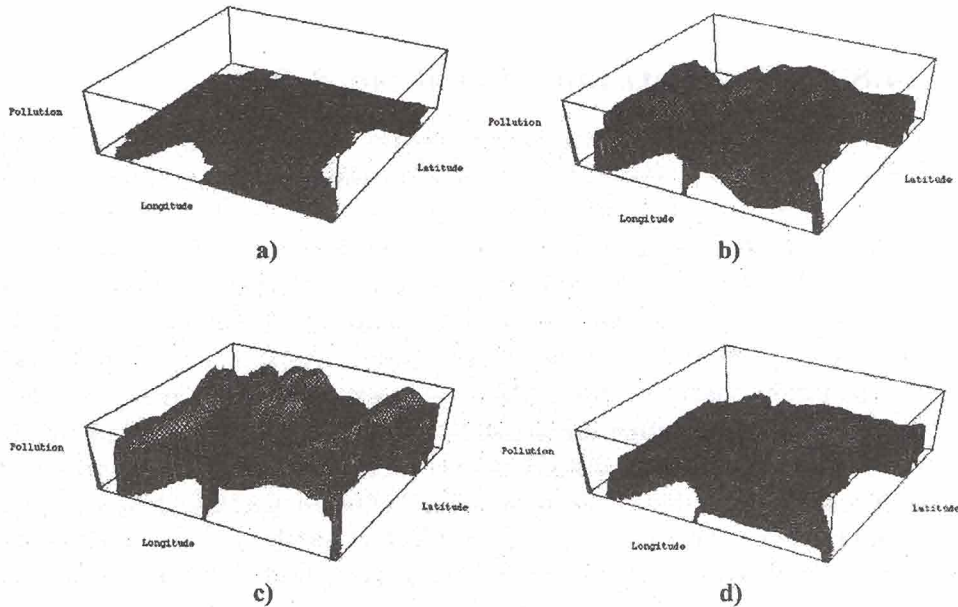 Pollution
Latitude
Longitude
a)
Pollution
Latitude
Longitude
b)
Pollution
Latitude
Longitude
c)
Pollution
latitude
Longitude
d)